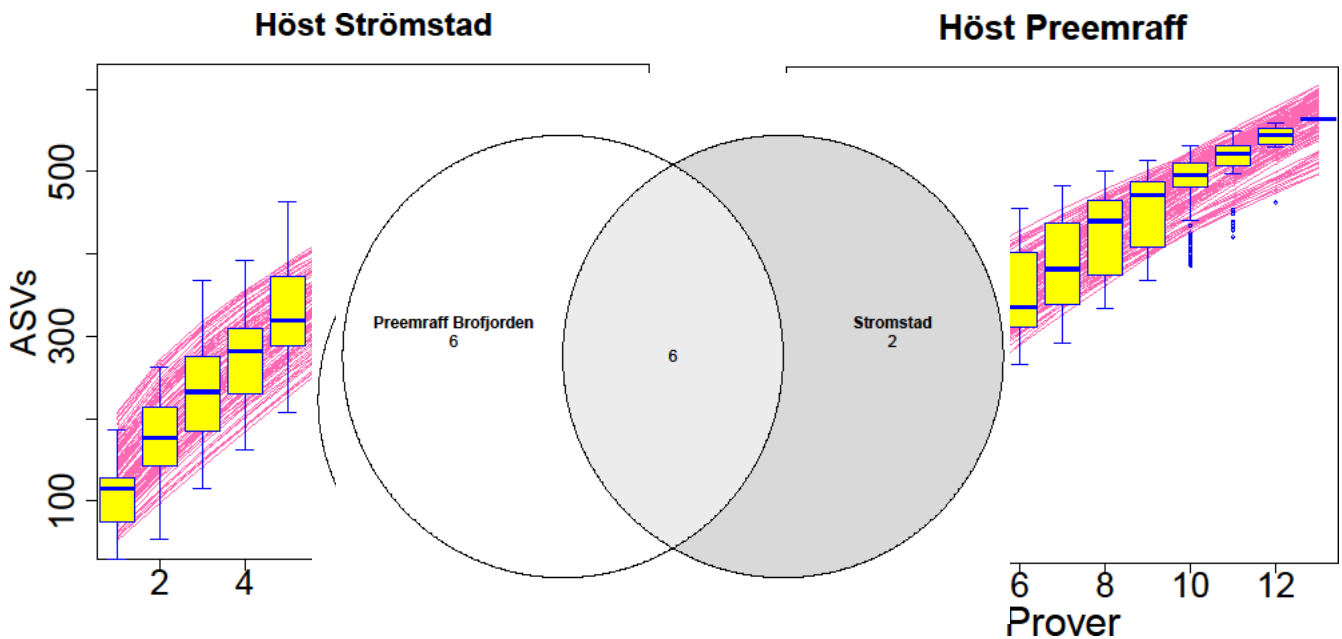 Höst Strömstad
Höst Preemraff
ASVs
500
300
100
2
4
Preemraff Brofjorden
6
6
Stromstad
2
6
8
10
12
Prover